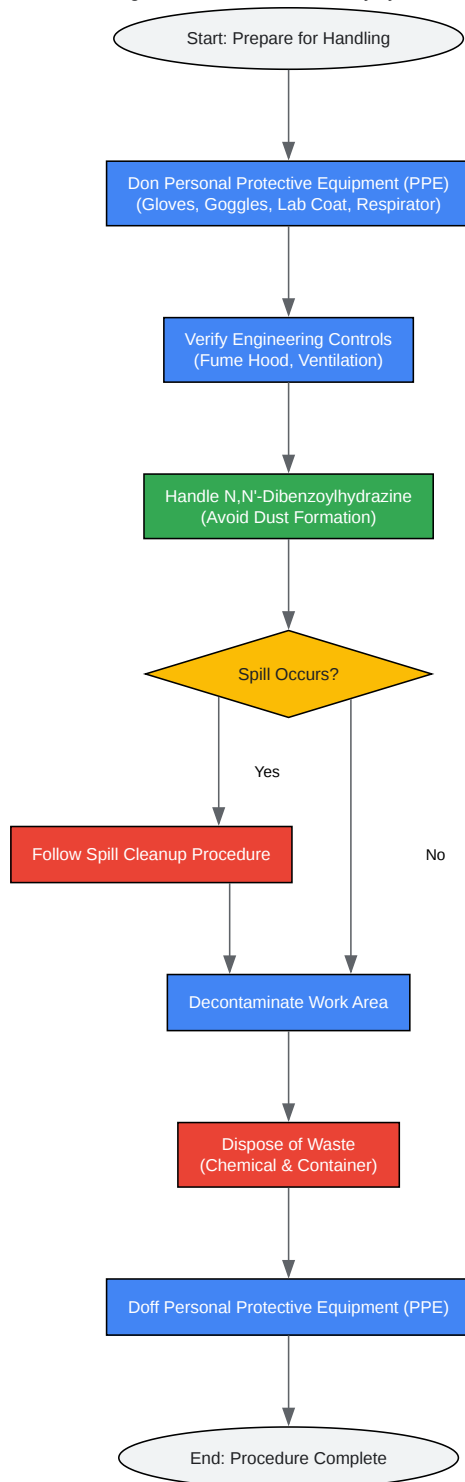 Start: Prepare for Handling
Don Personal Protective Equipment (PPE)
(Gloves, Goggles, Lab Coat, Respirator)
Verify Engineering Controls
(Fume Hood, Ventilation)
Handle N,N'-Dibenzoylhydrazine
(Avoid Dust Formation)
Spill Occurs?
Yes
Follow Spill Cleanup Procedure
No
Decontaminate Work Area
Dispose of Waste
(Chemical & Container)
Doff Personal Protective Equipment (PPE)
End: Procedure Complete